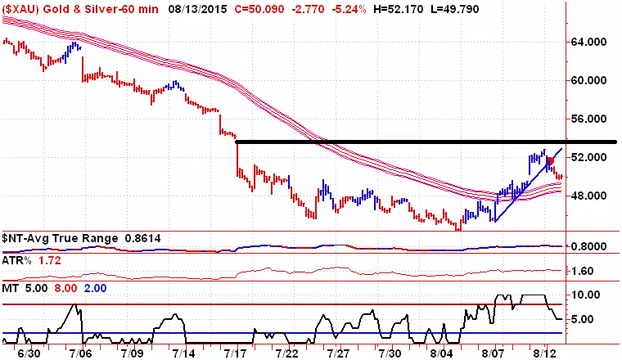 ($XAU) Gold & Silver-60 min 08/13/2015 C=50.090 -2.770 -5.24% H=52.170 L=49.790
64.000
60.000
56.000
52.000
48.000
$NT-Avg True Range 0.8614
0.8000
ATR% 1.72
1.60
MT 5.00 8.00 2.00
10.00
5.00
6/30 7/06 7/09 7/14 7/17 7/22 7/27 7/30 8/04 8/07 8/12